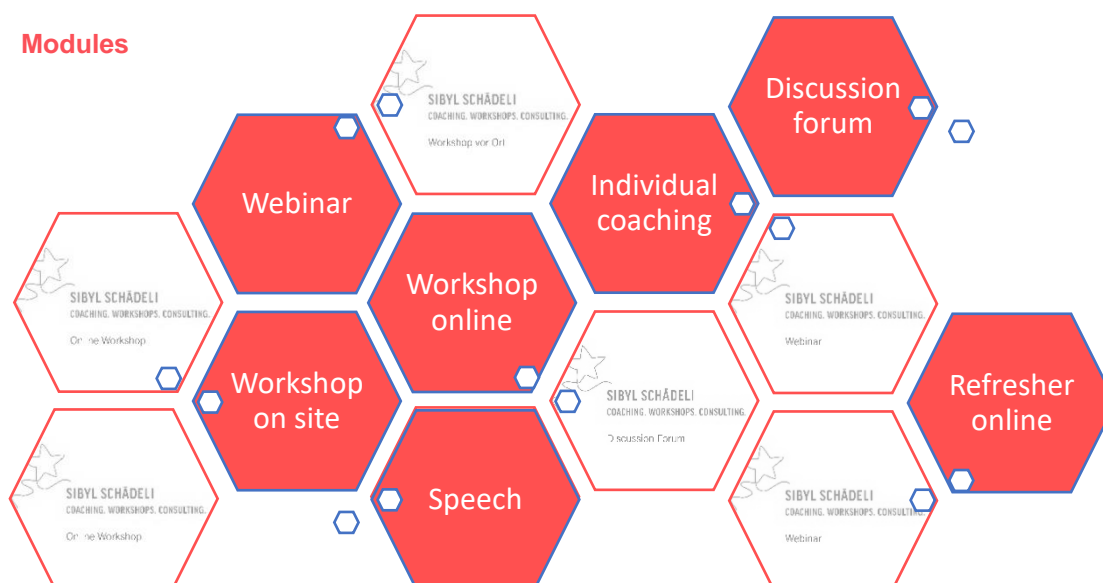 Modules
SIBYL SCHÄDELI
COACHING. WORKSHOPS. CONSULTING.
Workshop vor Ort
Discussion
forum
Webinar
Individual
coaching
SIBYL SCHÄDELI
COACHING. WORKSHOPS. CONSULTING.
Online Workshop
Workshop
online
SIBYL SCHÄDELI
COACHING. WORKSHOPS. CONSULTING.
Webinar
Workshop
on site
SIBYL SCHÄDELI
COACHING. WORKSHOPS. CONSULTING.
Discussion Forum
Refresher
online
SIBYL SCHÄDELI
COACHING. WORKSHOPS. CONSULTING.
Online Workshop
Speech
SIBYL SCHÄDELI
COACHING. WORKSHOPS. CONSULTING.
Webinar